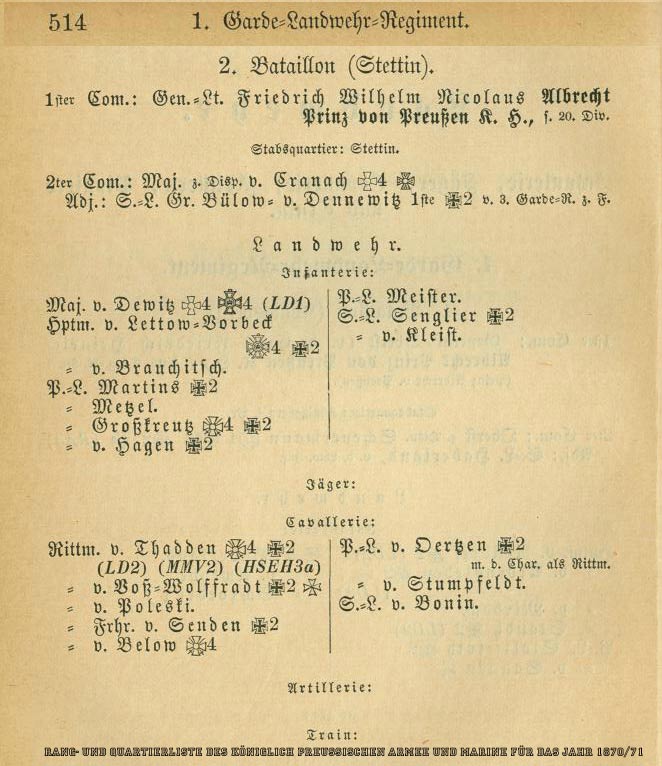 514 1. Garde-Landwehr-Regiment.
2. Bataillon (Stettin).
1ster Com.: Gen.-Lt. Friedrich Wilhelm Nicolaus Albrecht
Prinz von Preußen K. H., s. 20. Div.
Stabsquartier: Stettin.
2ter Com.: Maj. z. Disp. v. Cranach 4
Adj.: S.-L. Gr. Bülow- v. Dennewitz 1ste 2 v. 3. Garde-R. z. F.
Landwehr.
Infanterie:
Maj. v. Dewitz 4 4 (LD1)
Hptm. v. Lettow-Vorbeck
4 2
= v. Brauchitsch.
P.-L. Martins 2
= Metzel.
= Großkreutz 4 2
= v. Hagen 2
P.-L. Meister.
S.-L. Senglier 2
= v. Kleist.
Jäger:
Cavallerie:
Rittm. v. Thadden 4 2
(LD2) (MMV2) (HSEH3a)
= v. Voß-Wolffradt 2
= v. Poleski.
= Frhr. v. Senden 2
= v. Below 4
P.-L. v. Oertzen 2
m. d. Char. als Rittm.
= v. Stumpfeldt.
S.-L. v. Bonin.
Artillerie:
Train:
RANG- UND QUARTIERLISTE DES KÖNIGLICH PREUSSISCHEN ARMEE UND MARINE FÜR DAS JAHR 1870/71